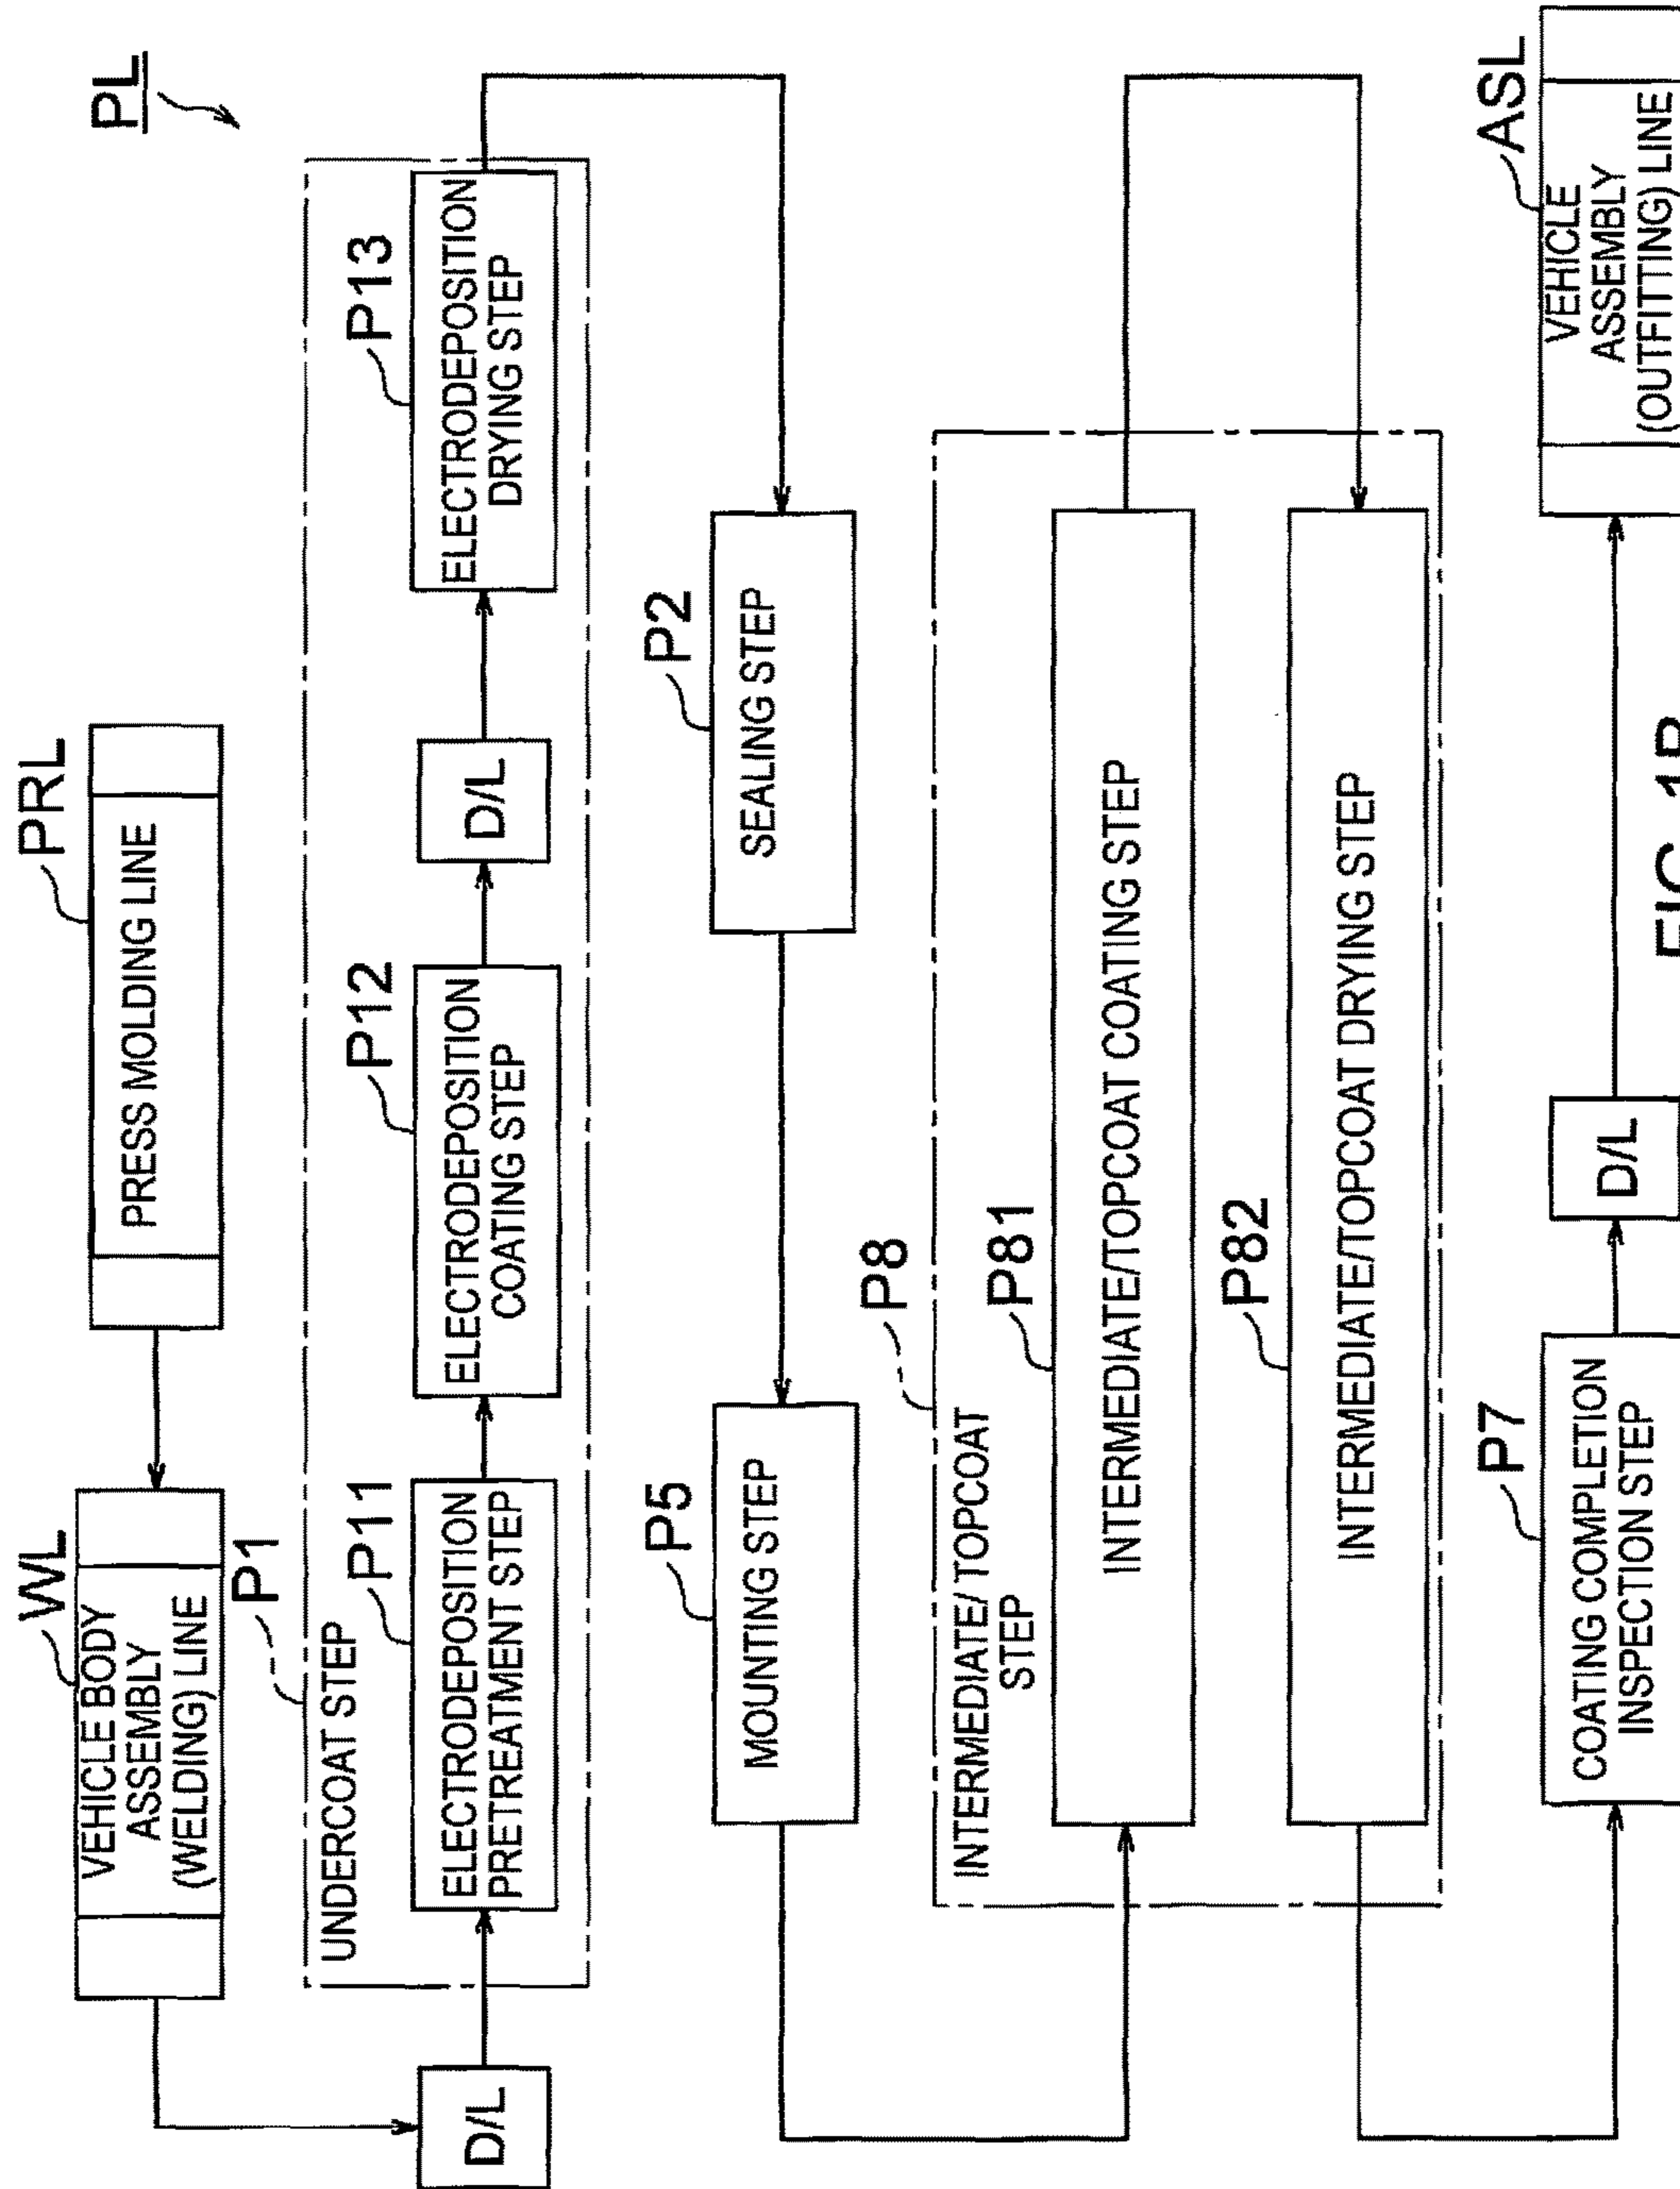 PL
PRL
PRESS MOLDING LINE
WL
VEHICLE BODY
ASSEMBLY
(WELDING) LINE
P1
UNDERCOAT STEP
D/L
P11
ELECTRODEPOSITION
PRETREATMENT STEP
P12
ELECTRODEPOSITION
COATING STEP
D/L
P13
ELECTRODEPOSITION
DRYING STEP
P2
SEALING STEP
P5
MOUNTING STEP
P8
INTERMEDIATE/ TOPCOAT
STEP
P81
INTERMEDIATE/TOPCOAT COATING STEP
P82
INTERMEDIATE/TOPCOAT DRYING STEP
P7
COATING COMPLETION
INSPECTION STEP
D/L
ASL
VEHICLE
ASSEMBLY
(OUTFITTING) LINE
FIG. 1B